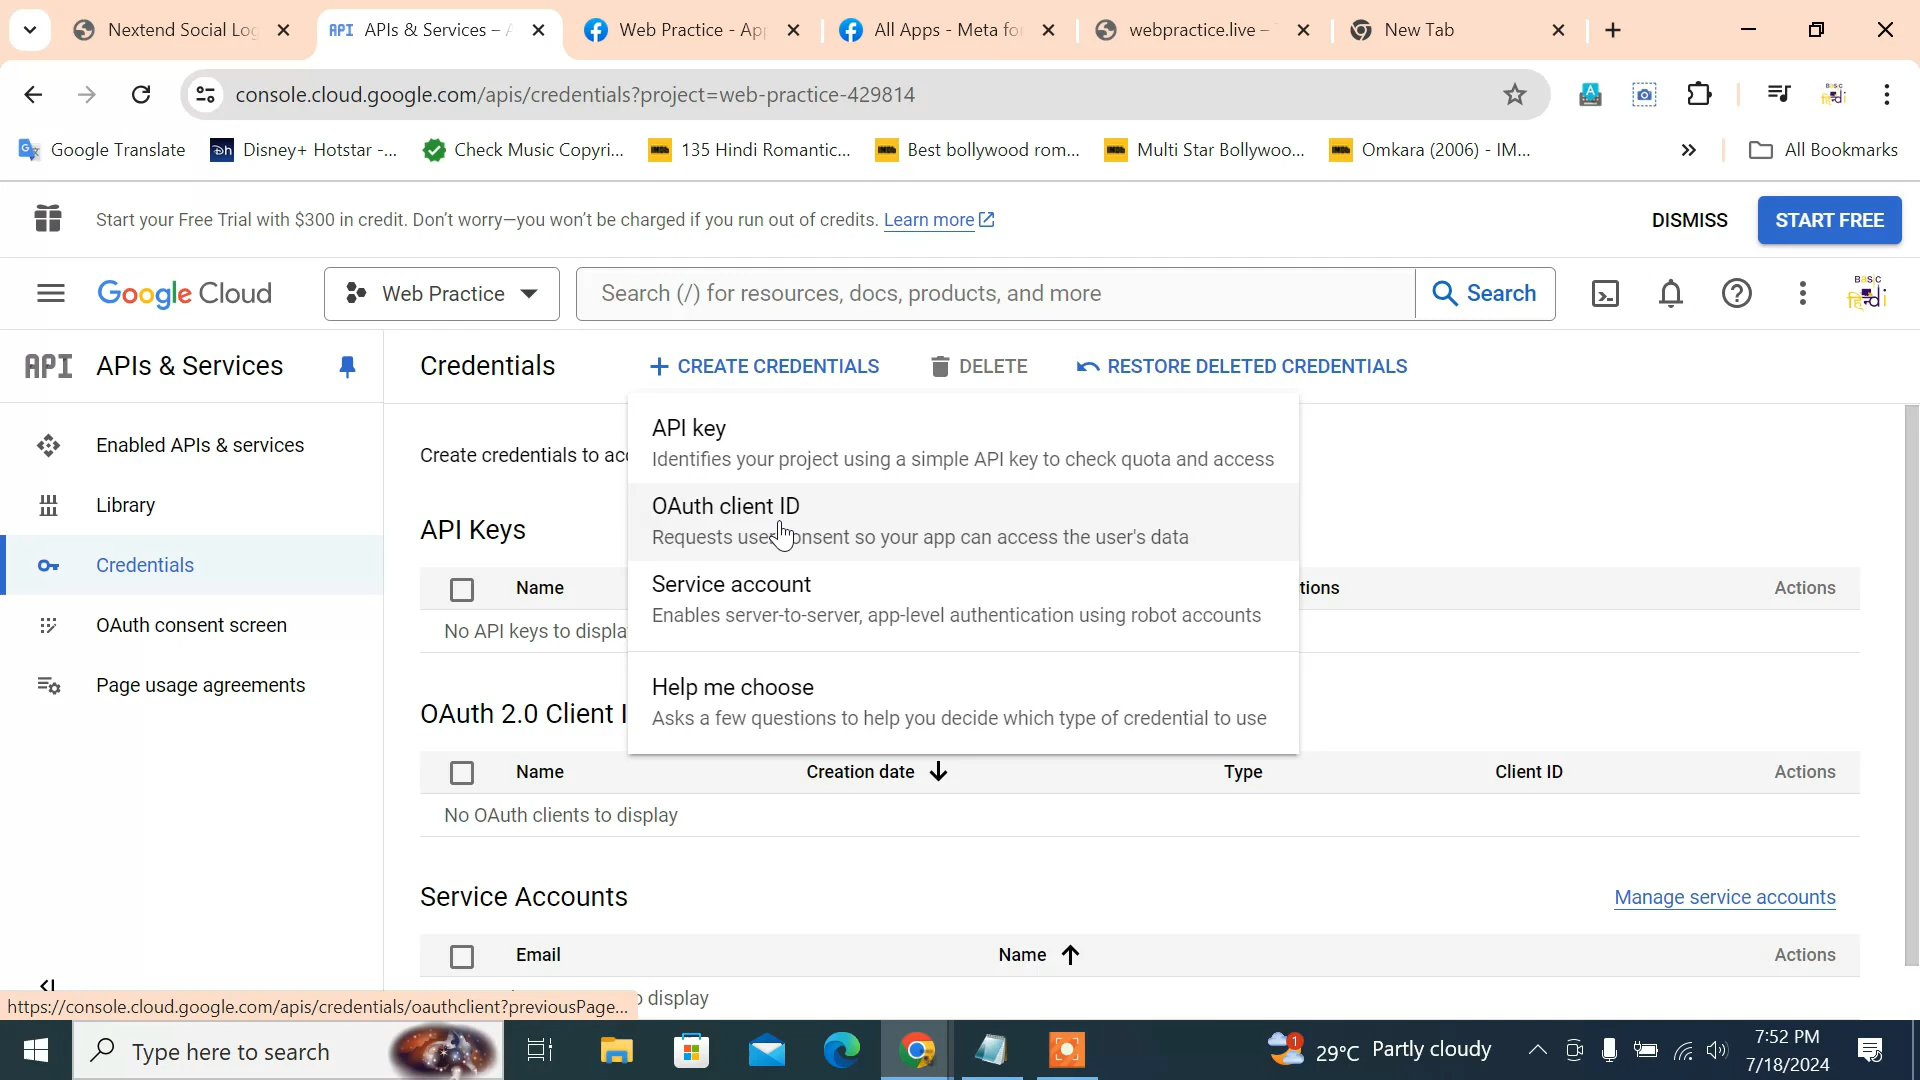 Nextend Social Log
APIs & Services – A
Web Practice - App
All Apps - Meta fo
webpractice.live –
New Tab
console.cloud.google.com/apis/credentials?project=web-practice-429814
Google Translate
Disney+ Hotstar -...
Check Music Copyri...
135 Hindi Romantic...
Best bollywood rom...
Multi Star Bollywoo...
Omkara (2006) - IM...
All Bookmarks
Start your Free Trial with $300 in credit. Don't worry—you won't be charged if you run out of credits. Learn more
DISMISS
START FREE
Google Cloud
Web Practice
Search (/) for resources, docs, products, and more
Search
BaSiC
हिन्दी
API APIs & Services
Credentials
CREATE CREDENTIALS
DELETE
RESTORE DELETED CREDENTIALS
Enabled APIs & services
Library
Credentials
OAuth consent screen
Page usage agreements
Create credentials to acc
API key
Identifies your project using a simple API key to check quota and access
OAuth client ID
Requests user consent so your app can access the user's data
Service account
Enables server-to-server, app-level authentication using robot accounts
Help me choose
Asks a few questions to help you decide which type of credential to use
API Keys
Name
tions
Actions
No API keys to displa
OAuth 2.0 Client I
Name
Creation date
Type
Client ID
Actions
No OAuth clients to display
Service Accounts
Manage service accounts
Email
Name
Actions
display
https://console.cloud.google.com/apis/credentials/oauthclient?previousPage...
Type here to search
1
29°C Partly cloudy
7:52 PM
7/18/2024